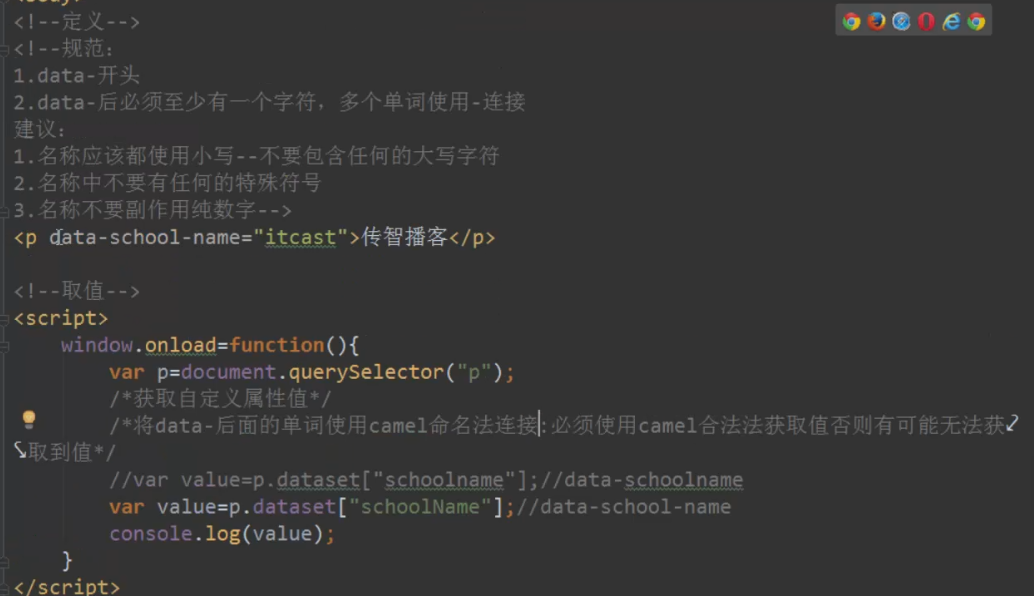 <body>
<!--定义-->
<!--规范：
1.data-开头
2.data-后必须至少有一个字符，多个单词使用-连接
建议：
1.名称应该都使用小写--不要包含任何的大写字符
2.名称中不要有任何的特殊符号
3.名称不要副作用纯数字-->
<p data-school-name="itcast">传智播客</p>
<!--取值-->
<script>
window.onload=function(){
var p=document.querySelector("p");
/*获取自定义属性值*/
/*将data-后面的单词使用camel命名法连接:必须使用camel合法法获取值否则有可能无法获
取到值*/
//var value=p.dataset["schoolname"];//data-schoolname
var value=p.dataset["schoolName"];//data-school-name
console.log(value);
}
</script>